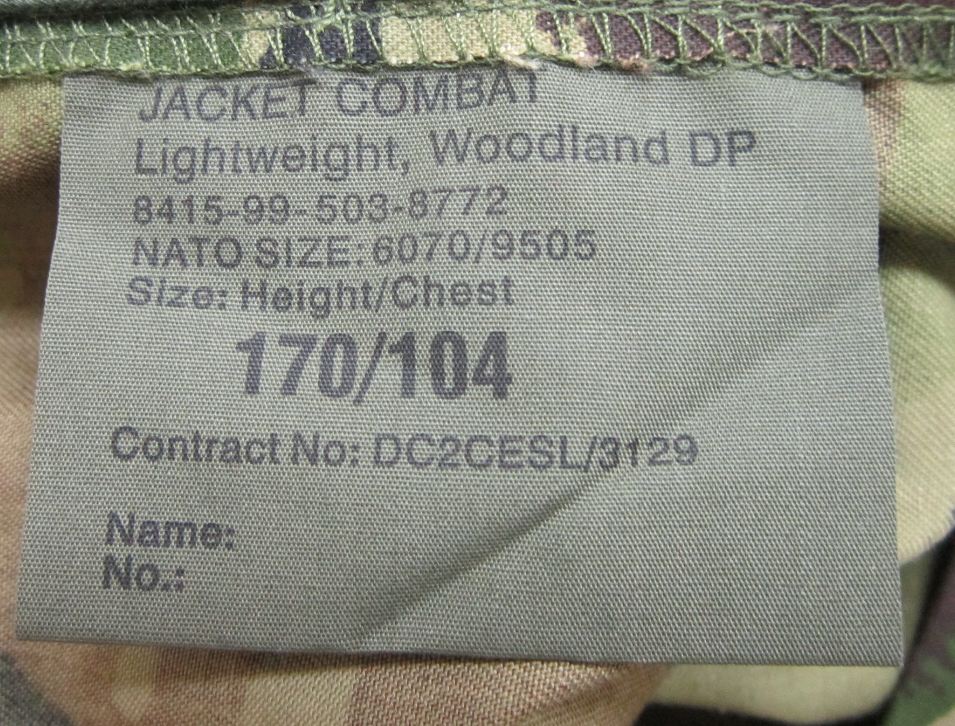 JACKET COMBAT
Lightweight, Woodland DP
8415-99-503-8772
NATO SIZE: 6070/9505
Size: Height/Chest
170/104
Contract No: DC2CESL/3129
Name:
No.: